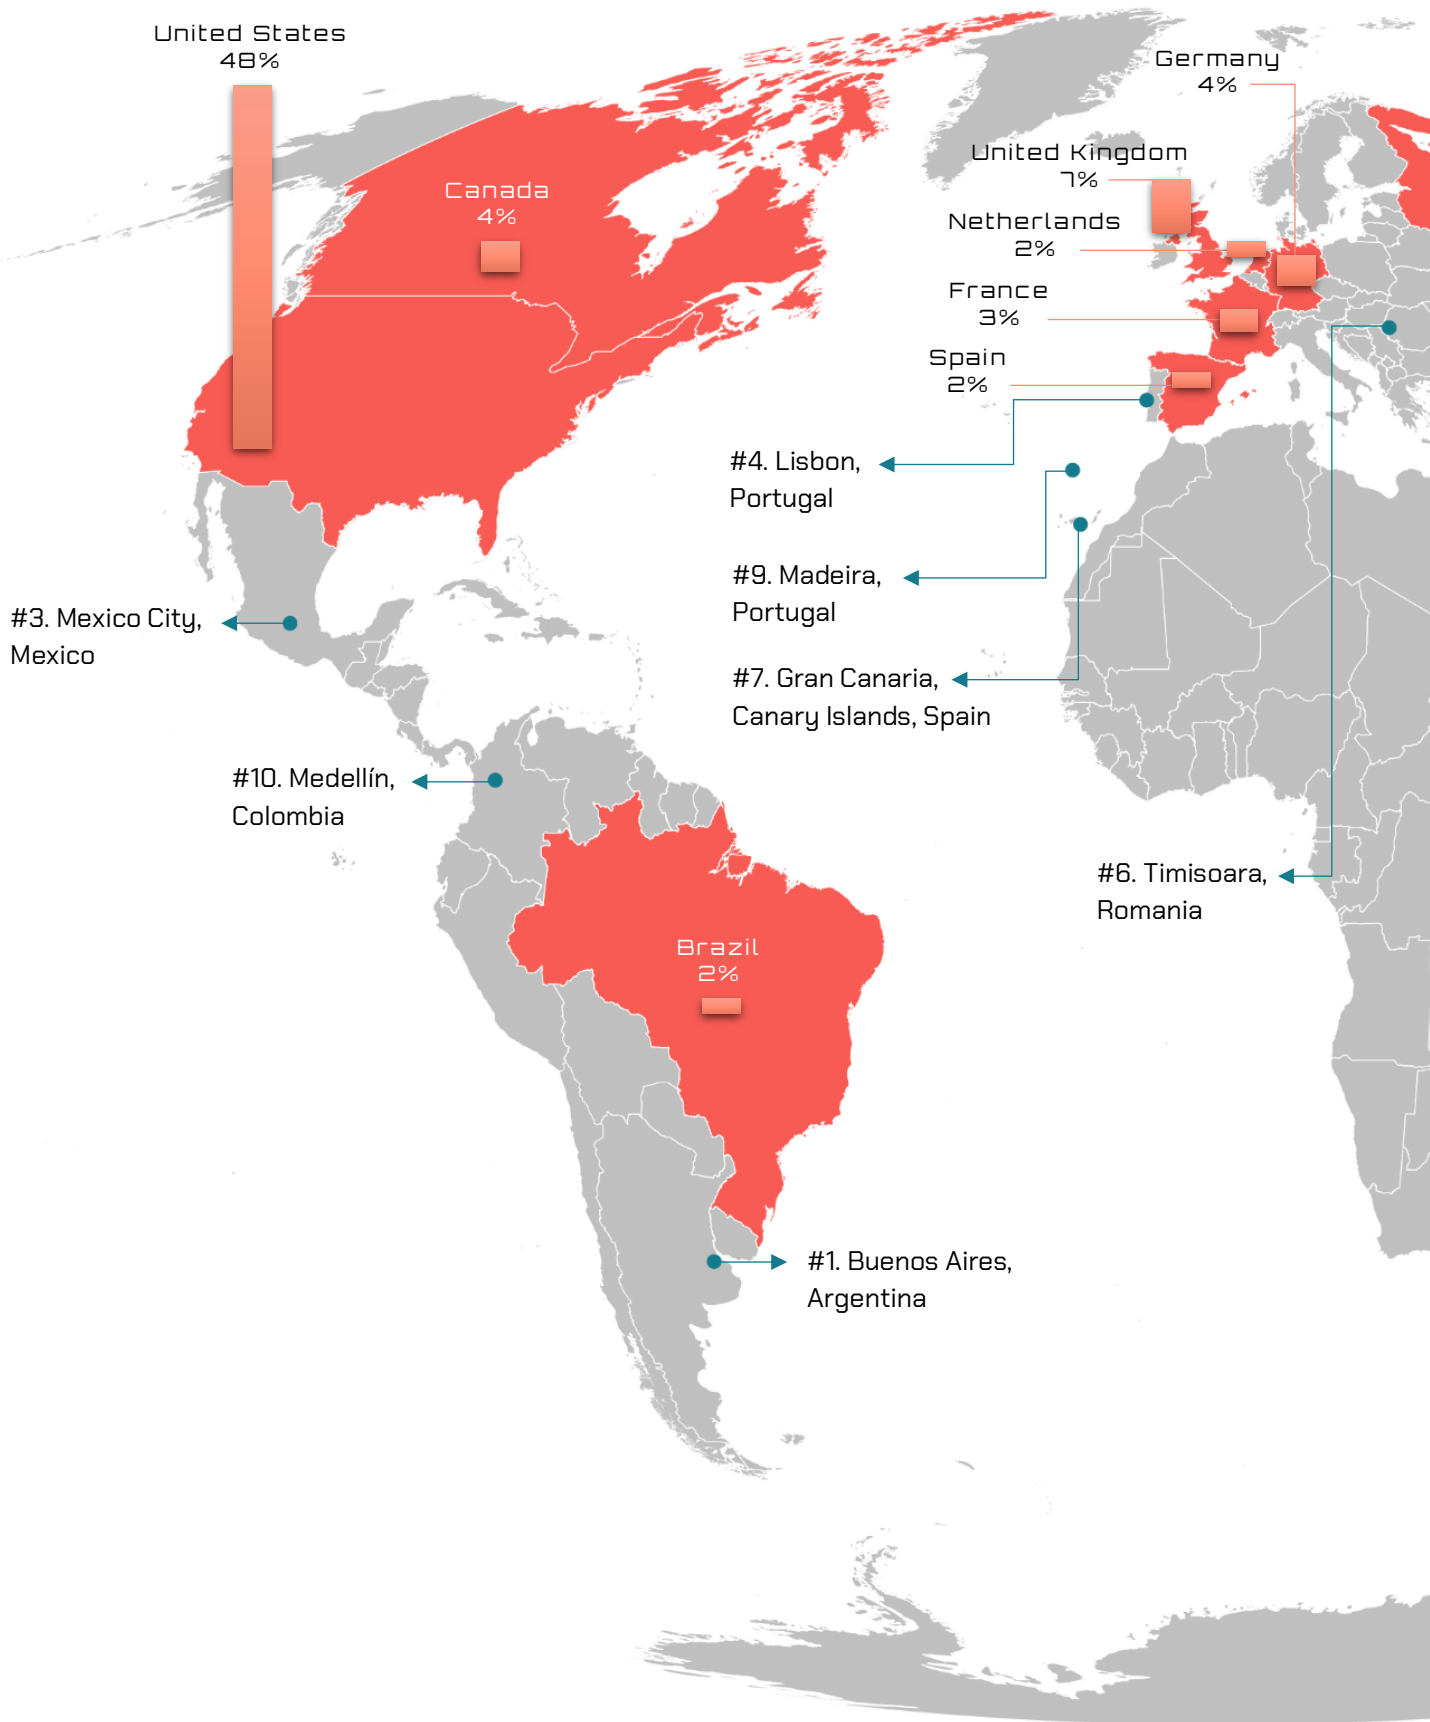 United States
48%
Germany
4%
United Kingdom
7%
Canada
4%
Netherlands
2%
France
3%
Spain
2%
#4. Lisbon,
Portugal
#9. Madeira,
Portugal
#3. Mexico City,
Mexico
#7. Gran Canaria,
Canary Islands, Spain
#10. Medellín,
Colombia
#6. Timisoara,
Romania
Brazil
2%
#1. Buenos Aires,
Argentina